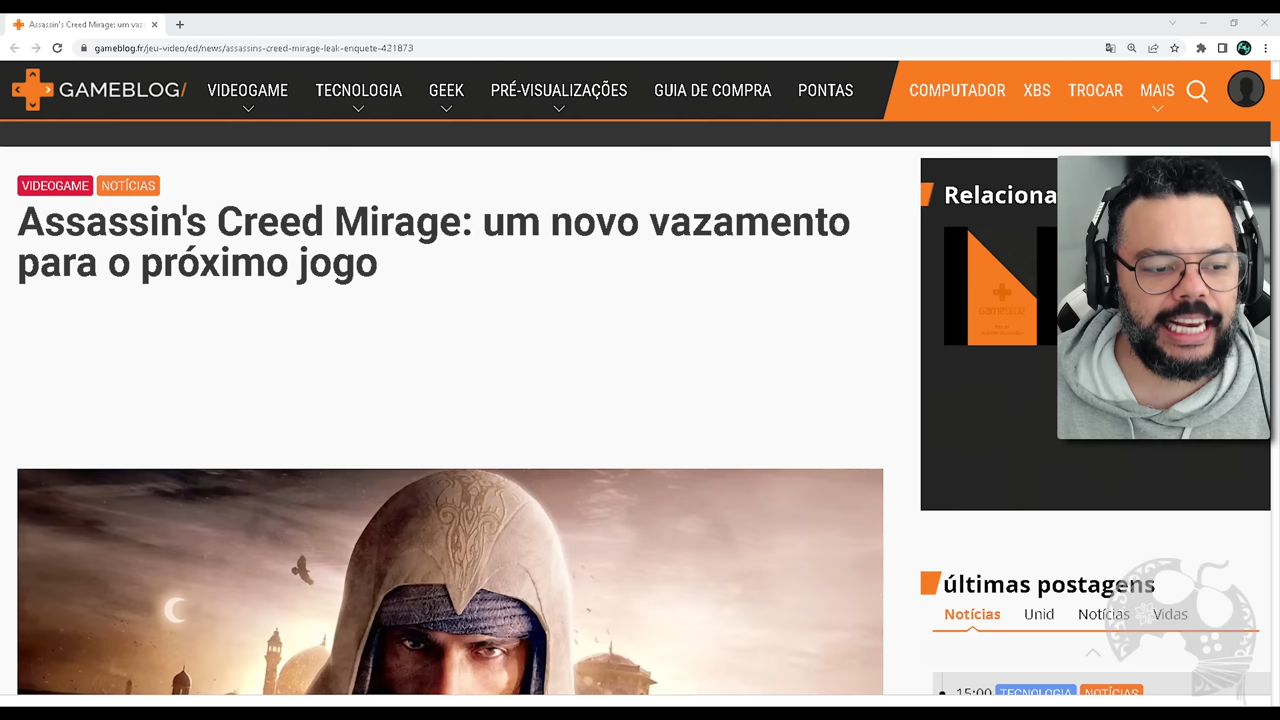 Assassin's Creed Mirage: um vaz
gameblog.fr/jeu-video/ed/news/assassins-creed-mirage-leak-enquete-421873
GAMEBLOG/
VIDEOGAME
TECNOLOGIA
GEEK
PRÉ-VISUALIZAÇÕES
GUIA DE COMPRA
PONTAS
COMPUTADOR
XBS
TROCAR
MAIS
VIDEOGAME
NOTÍCIAS
Assassin's Creed Mirage: um novo vazamento
para o próximo jogo
Relaciona
gameblog
últimas postagens
Notícias
Unid
Notícias
Vidas
15:00
TECNOLOGIA
NOTÍCIAS